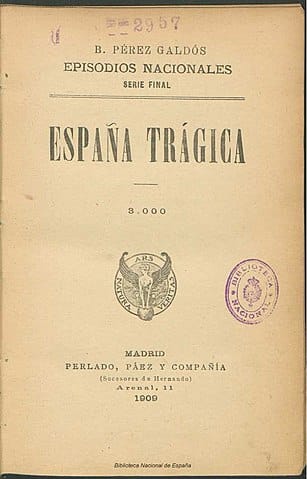 2957
B. PÉREZ GALDÓS
EPISODIOS NACIONALES
SERIE FINAL
ESPAÑA TRÁGICA
3.000
ARS
NATURA
VERITAS
BIBLIOTECA
NACIONAL
MADRID
PERLADO, PÁEZ Y COMPAÑÍA
(Sucesores de Hernando)
Arenal, 11
1909
Biblioteca Nacional de España